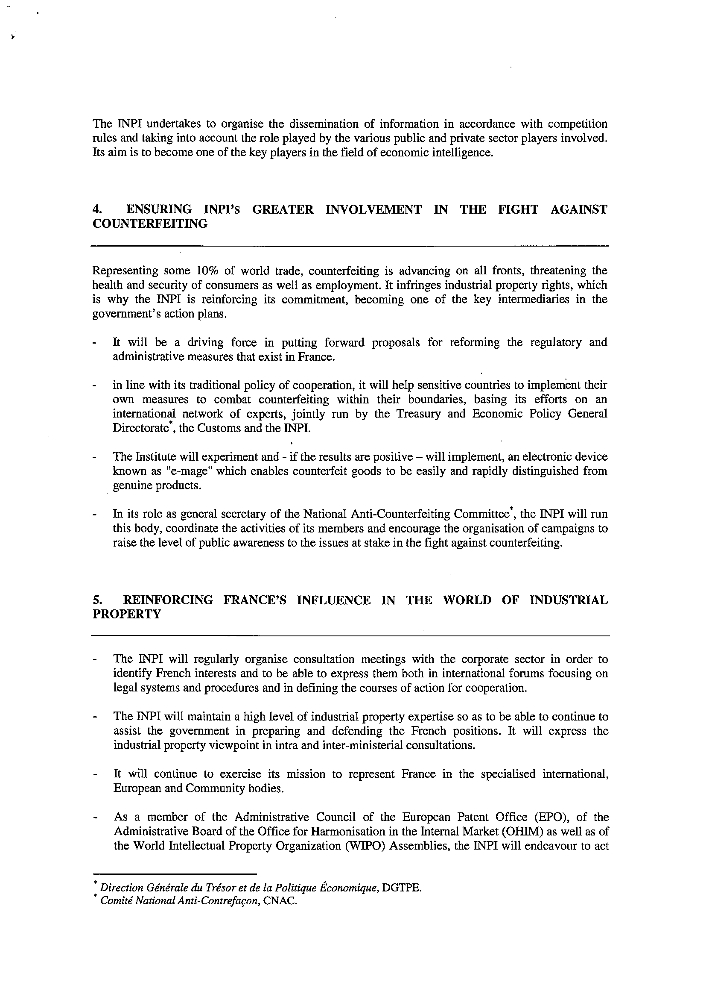 The INPI undertakes to organise the dissemination of information in accordance with competition
rules and taking into account the role played by the various public and private sector players involved.
Its aim is to become one of the key players in the field of economic intelligence.
4. ENSURING INPI's GREATER INVOLVEMENT IN THE FIGHT AGAINST
COUNTERFEITING
Representing some 10% of world trade, counterfeiting is advancing on all fronts, threatening the
health and security of consumers as well as employment. It infringes industrial property rights, which
is why the INPI is reinforcing its commitment, becoming one of the key intermediaries in the
government's action plans.
- It will be a driving force in putting forward proposals for reforming the regulatory and
administrative measures that exist in France.
- in line with its traditional policy of cooperation, it will help sensitive countries to implement their
own measures to combat counterfeiting within their boundaries, basing its efforts on an
international network of experts, jointly run by the Treasury and Economic Policy General
Directorate*, the Customs and the INPI.
- The Institute will experiment and - if the results are positive – will implement, an electronic device
known as "e-mage" which enables counterfeit goods to be easily and rapidly distinguished from
genuine products.
- In its role as general secretary of the National Anti-Counterfeiting Committee*, the INPI will run
this body, coordinate the activities of its members and encourage the organisation of campaigns to
raise the level of public awareness to the issues at stake in the fight against counterfeiting.
5. REINFORCING FRANCE'S INFLUENCE IN THE WORLD OF INDUSTRIAL
PROPERTY
- The INPI will regularly organise consultation meetings with the corporate sector in order to
identify French interests and to be able to express them both in international forums focusing on
legal systems and procedures and in defining the courses of action for cooperation.
- The INPI will maintain a high level of industrial property expertise so as to be able to continue to
assist the government in preparing and defending the French positions. It will express the
industrial property viewpoint in intra and inter-ministerial consultations.
- It will continue to exercise its mission to represent France in the specialised international,
European and Community bodies.
- As a member of the Administrative Council of the European Patent Office (EPO), of the
Administrative Board of the Office for Harmonisation in the Internal Market (OHIM) as well as of
the World Intellectual Property Organization (WIPO) Assemblies, the INPI will endeavour to act
* Direction Générale du Trésor et de la Politique Économique, DGTPE.
* Comité National Anti-Contrefaçon, CNAC.